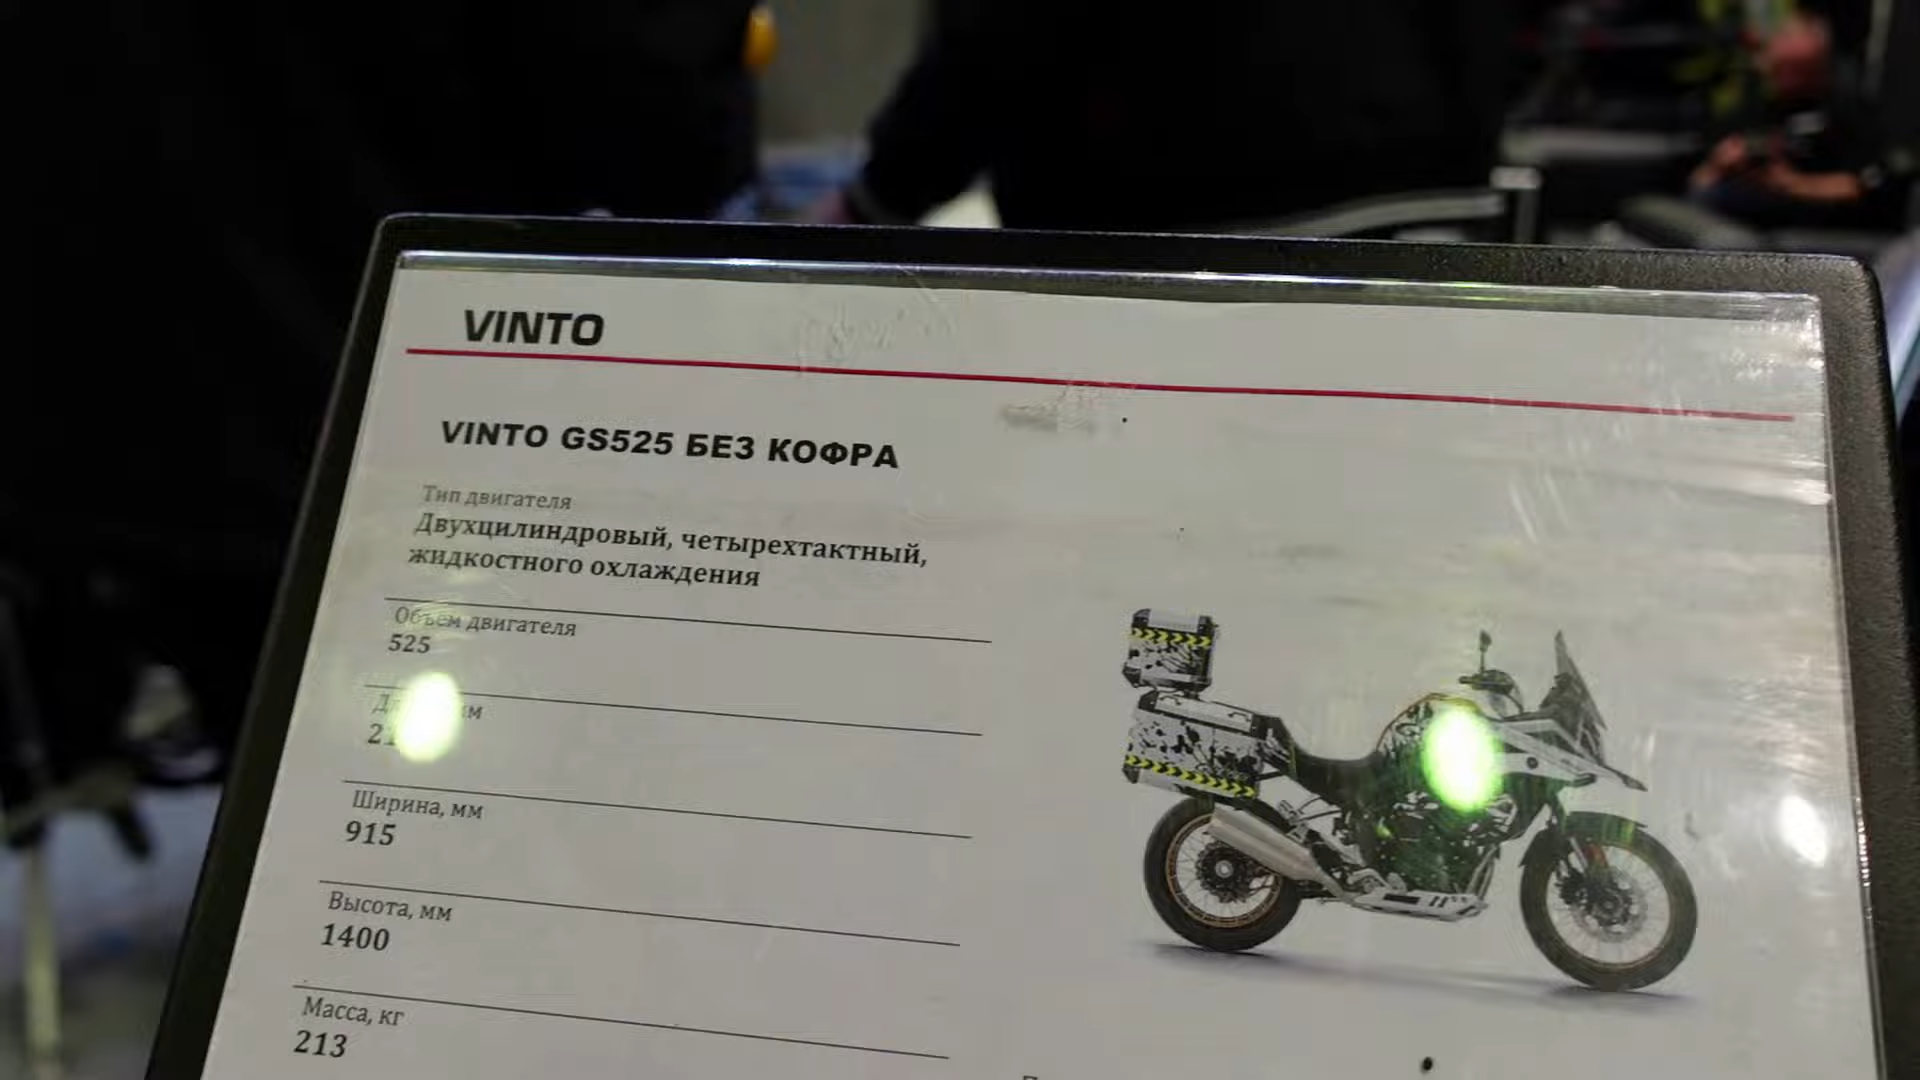 VINTO
VINTO GS525 БЕЗ КОФРА
Тип двигателя
Двухцилиндровый, четырехтактный,
жидкостного охлаждения
Объем двигателя
525
Ширина, мм
915
Высота, мм
1400
Масса, кг
213